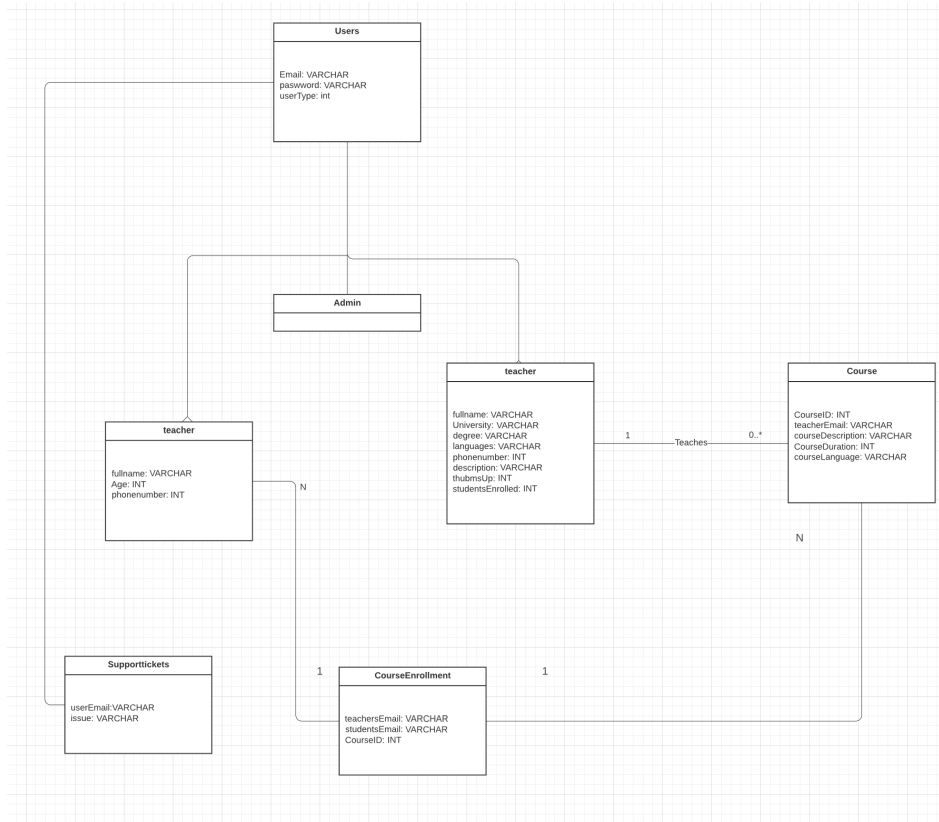 Users
Email: VARCHAR
paswword: VARCHAR
userType: int
Admin
teacher
fullname: VARCHAR
University: VARCHAR
degree: VARCHAR
languages: VARCHAR
phonenumber: INT
description: VARCHAR
thubmsUp: INT
studentsEnrolled: INT
1
Teaches
0..*
Course
CourseID: INT
teacherEmail: VARCHAR
courseDescription: VARCHAR
CourseDuration: INT
courseLanguage: VARCHAR
teacher
fullname: VARCHAR
Age: INT
phonenumber: INT
N
N
Supporttickets
userEmail:VARCHAR
issue: VARCHAR
1
CourseEnrollment
teachersEmail: VARCHAR
studentsEmail: VARCHAR
CourseID: INT
1